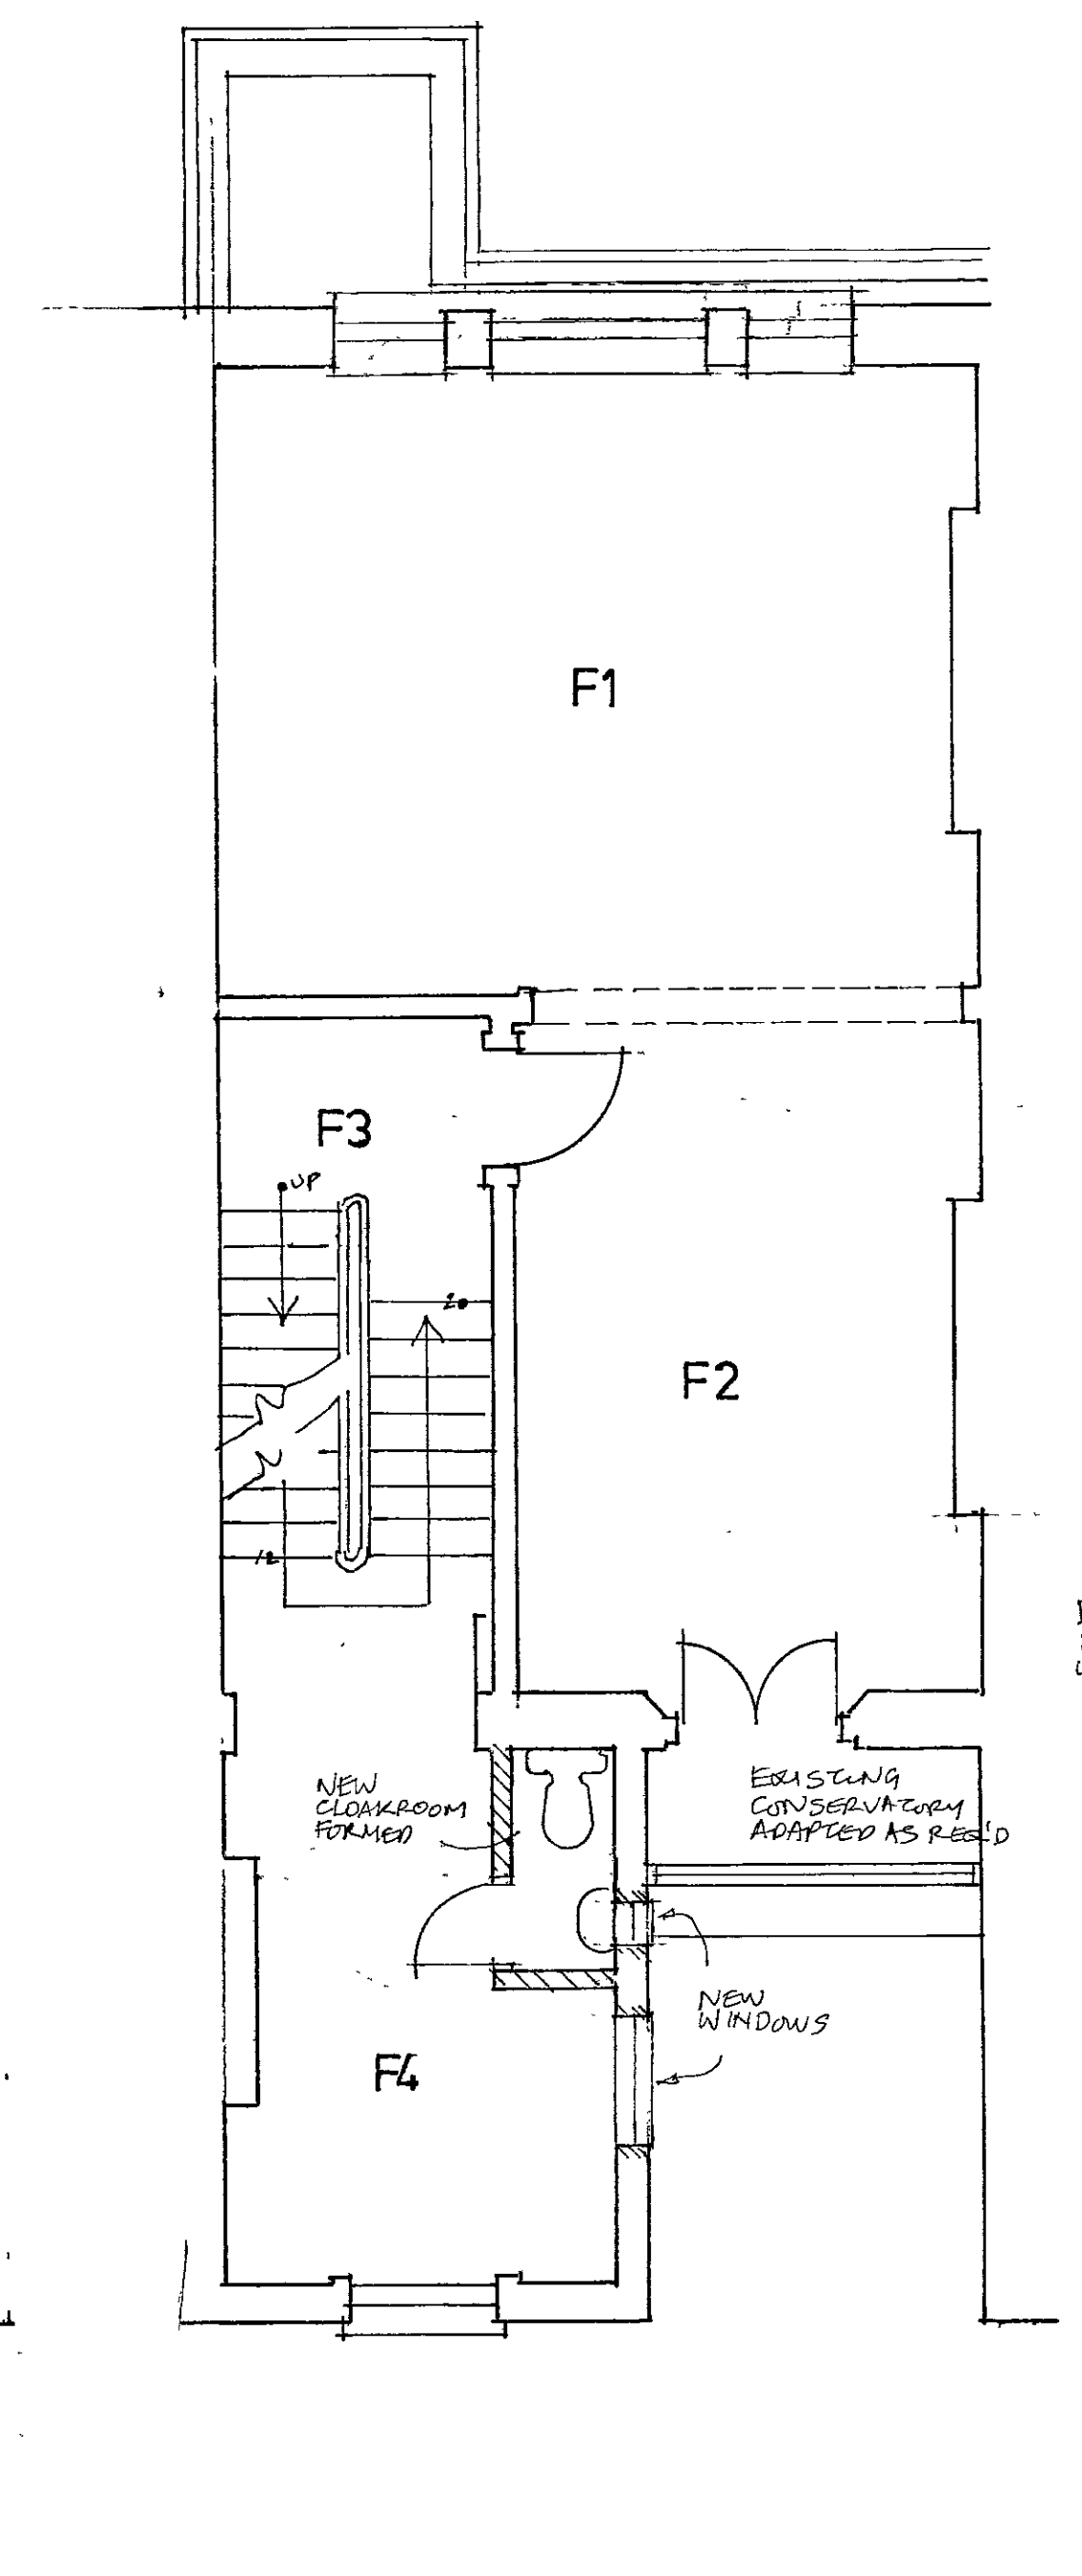 F1
F3
UP
20
F2
12
NEW
CLOAKROOM
FORMED
EXISTING
CONSERVATORY
ADAPTED AS REQ'D
NEW
WINDOWS
F4